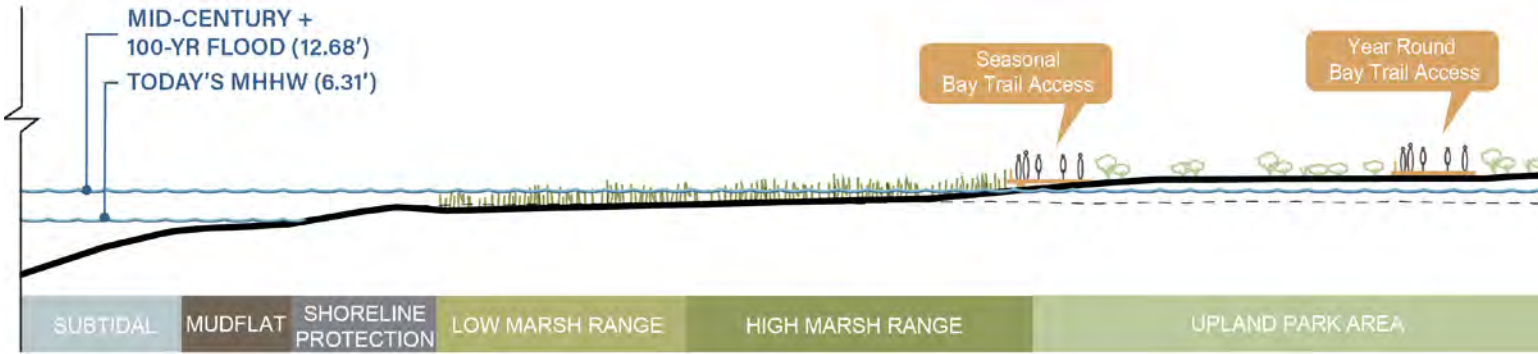 MID-CENTURY +
100-YR FLOOD (12.68')
TODAY'S MHHW (6.31')
Seasonal
Bay Trail Access
Year Round
Bay Trail Access
SUBTIDAL
MUDFLAT
SHORELINE
PROTECTION
LOW MARSH RANGE
HIGH MARSH RANGE
UPLAND PARK AREA